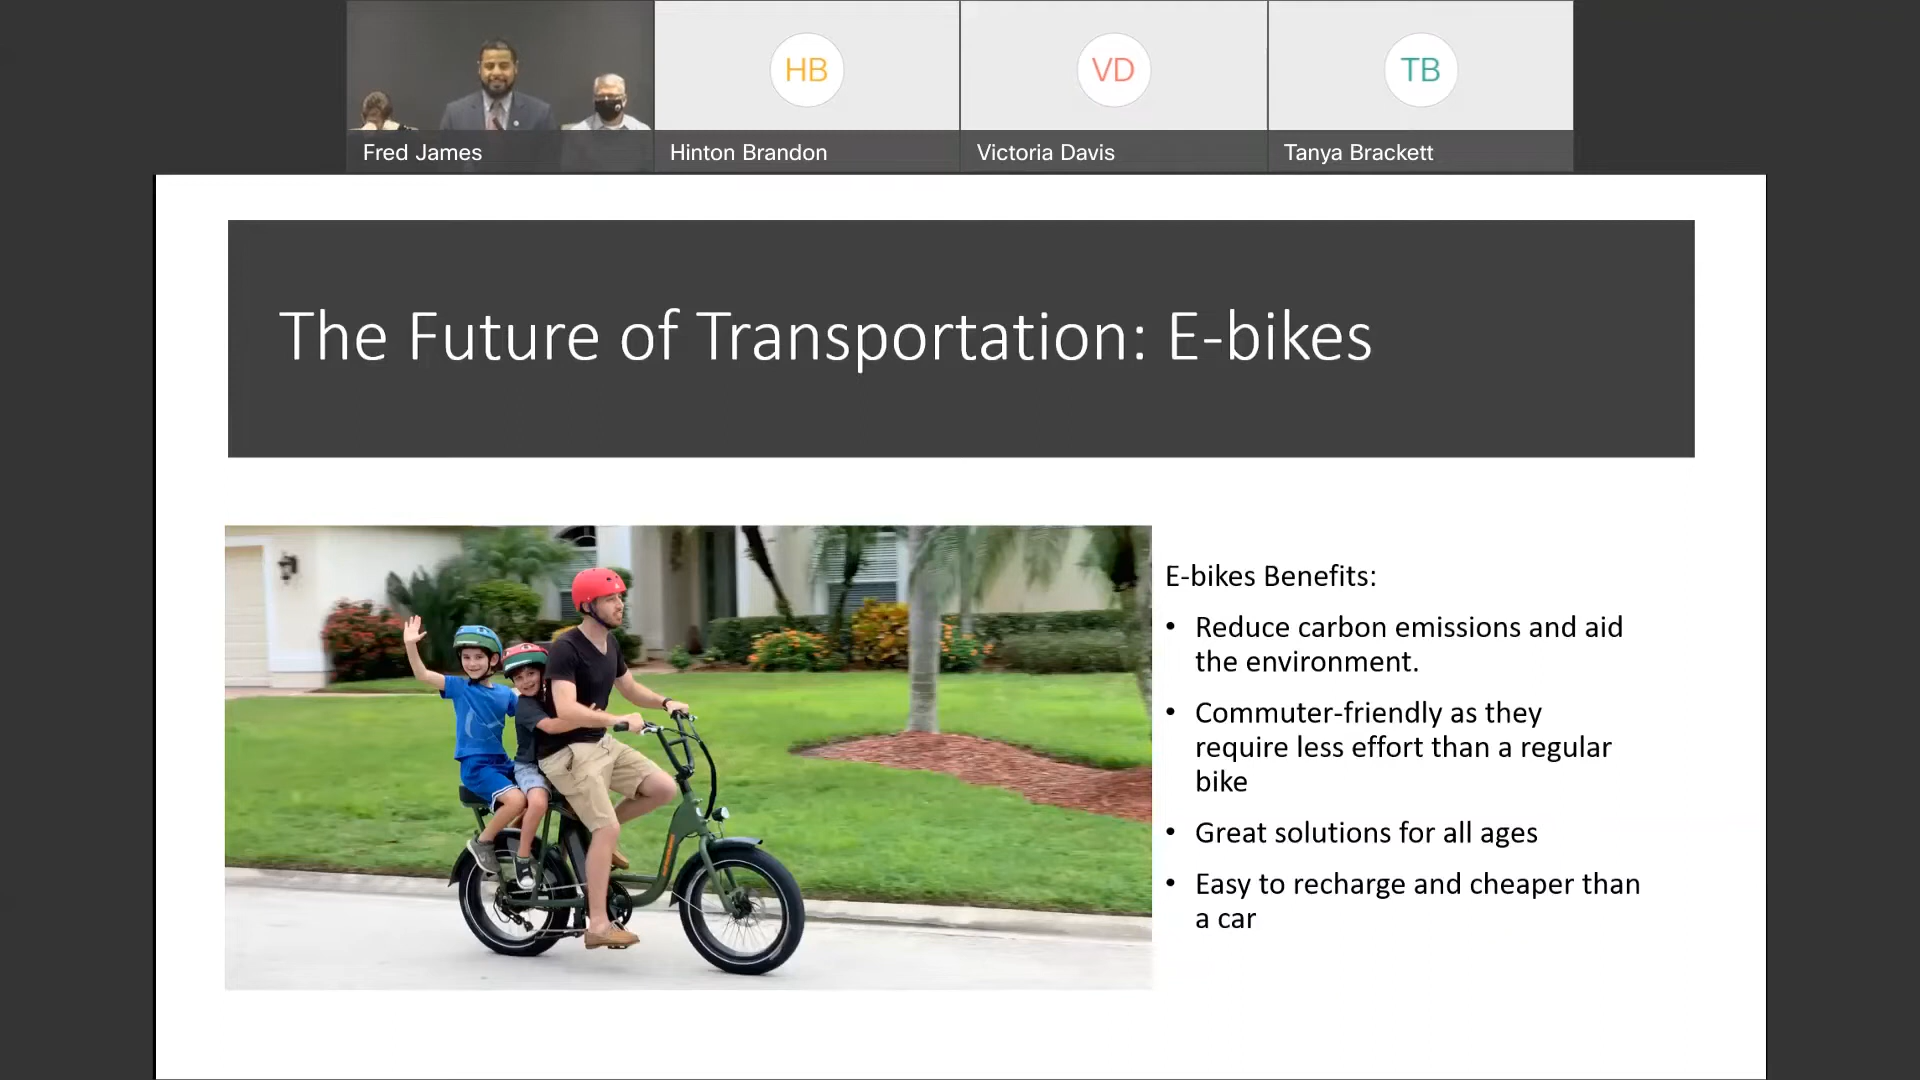 HB
VD
TB
Fred James
Hinton Brandon
Victoria Davis
Tanya Brackett
The Future of Transportation: E-bikes
E-bikes Benefits:
• Reduce carbon emissions and aid
the environment.
• Commuter-friendly as they
require less effort than a regular
bike
• Great solutions for all ages
• Easy to recharge and cheaper than
a car